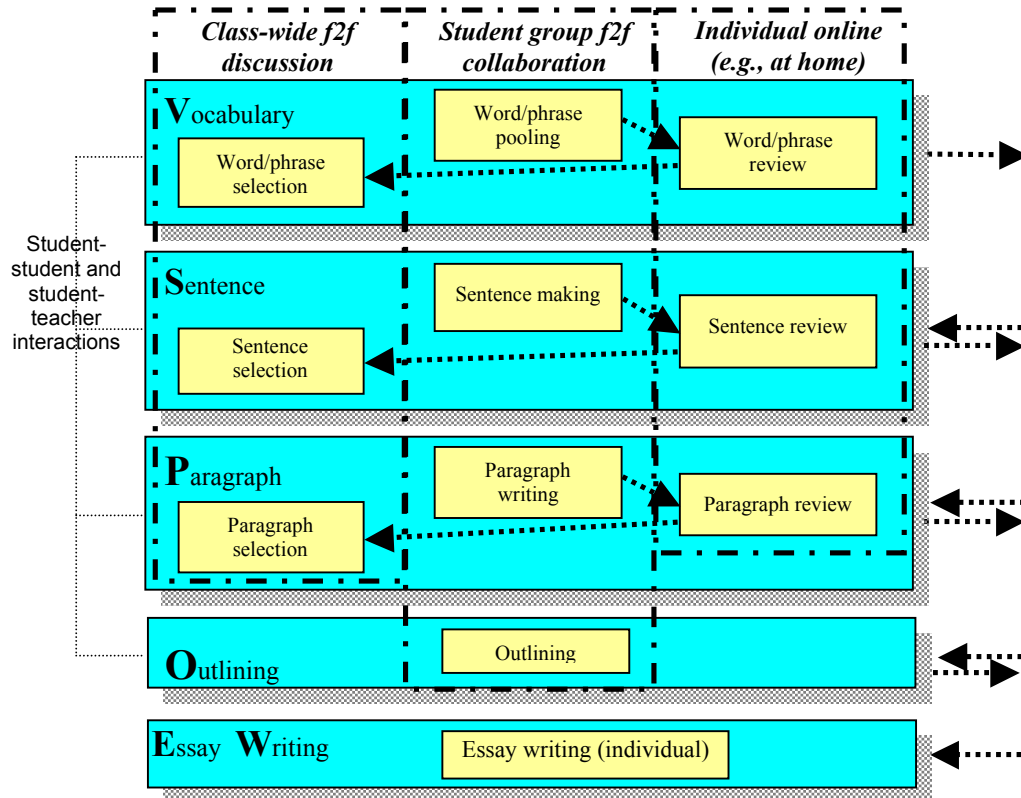 Class-wide f2f
discussion
Student group f2f
collaboration
Individual online
(e.g., at home)
Vocabulary
Word/phrase
pooling
Word/phrase
review
Word/phrase
selection
Student-
student and
student-
teacher
interactions
Sentence
Sentence making
Sentence review
Sentence
selection
Paragraph
Paragraph
writing
Paragraph review
Paragraph
selection
Outlining
Outlining
Essay Writing
Essay writing (individual)